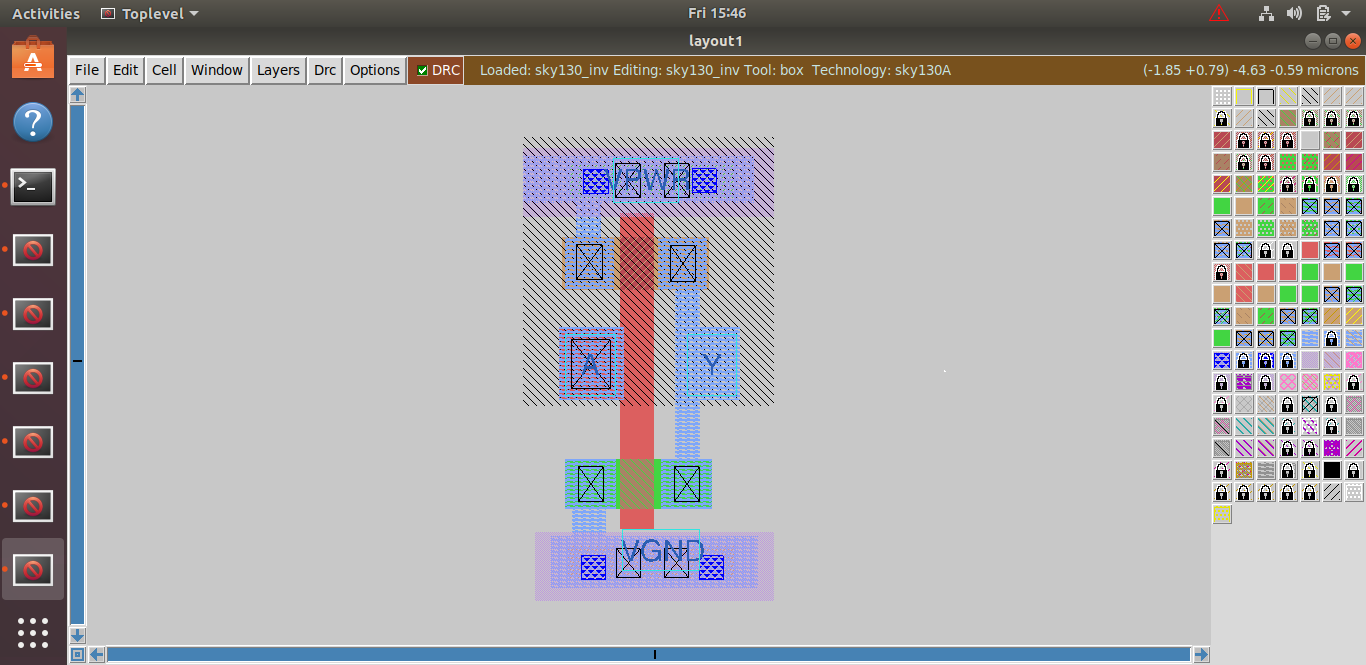 Activities Toplevel Fri 15:46
layout1
File Edit Cell Window Layers Drc Options DRC Loaded: sky130_inv Editing: sky130_inv Tool: box Technology: sky130A (-1.85 +0.79) -4.63 -0.59 microns
VPWR
A Y
VGND